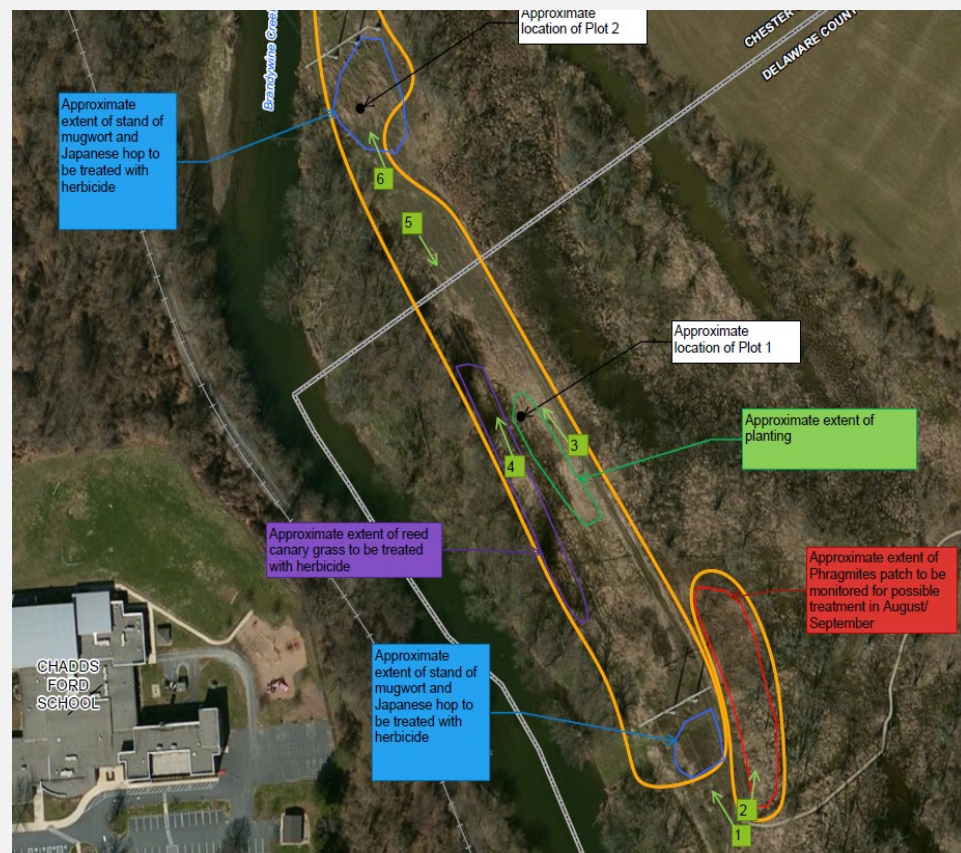 Approximate
location of Plot 2
CHESTER
DELAWARE COUNTY
Brandywine Creek
Approximate
extent of stand of
mugwort and
Japanese hop to
be treated with
herbicide
6
5
Approximate
location of Plot 1
Approximate extent of
planting
3
4
Approximate extent of reed
canary grass to be treated
with herbicide
Approximate extent of
Phragmites patch to be
monitored for possible
treatment in August/
September
CHADDS
FORD
SCHOOL
Approximate
extent of stand of
mugwort and
Japanese hop to
be treated with
herbicide
2
1